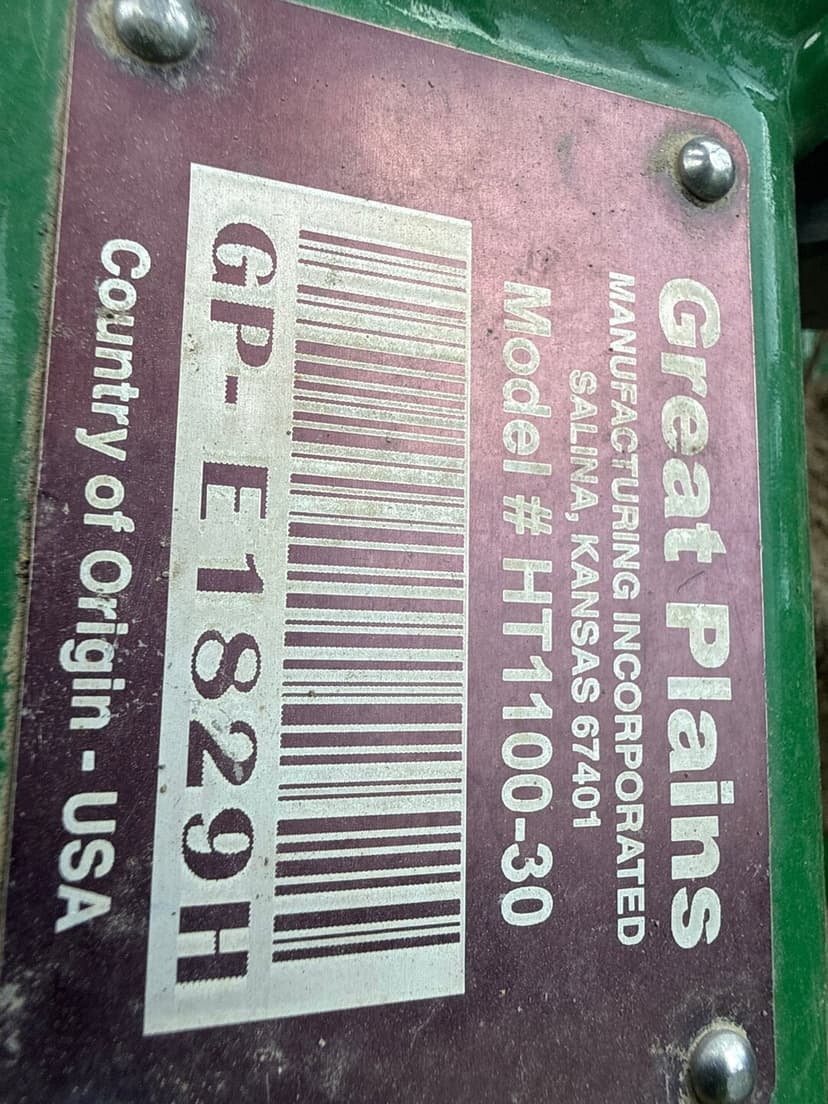 Great Plains
MANUFACTURING INCORPORATED
SALINA, KANSAS 67401
Model # HT1100-30
GP-E1829H
Country of Origin - USA